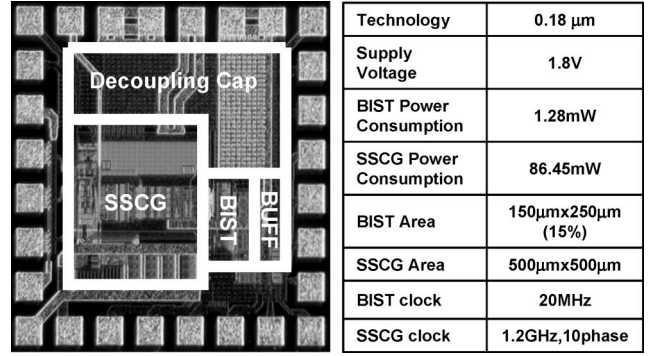 Decoupling Cap
SSCG
BIST
BUFF
Technology 0.18 μm
Supply
Voltage 1.8V
BIST Power
Consumption 1.28mW
SSCG Power
Consumption 86.45mW
BIST Area 150μmx250μm
(15%)
SSCG Area 500μmx500μm
BIST clock 20MHz
SSCG clock 1.2GHz,10phase